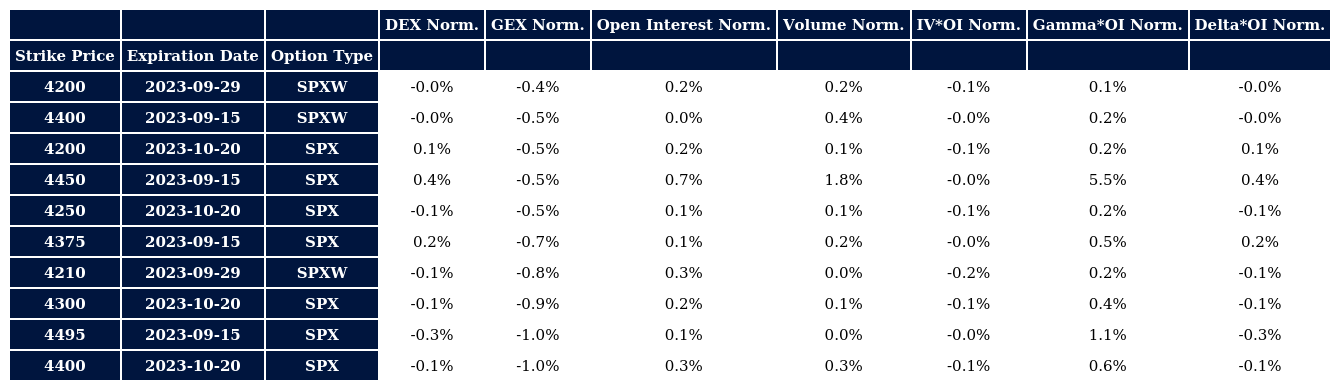 DEX Norm. GEX Norm. Open Interest Norm. Volume Norm. IV*OI Norm. Gamma*OI Norm. Delta*OI Norm.
Strike Price Expiration Date Option Type
4200 2023-09-29 SPXW -0.0% -0.4% 0.2% 0.2% -0.1% 0.1% -0.0%
4400 2023-09-15 SPXW -0.0% -0.5% 0.0% 0.4% -0.0% 0.2% -0.0%
4200 2023-10-20 SPX 0.1% -0.5% 0.2% 0.1% -0.1% 0.2% 0.1%
4450 2023-09-15 SPX 0.4% -0.5% 0.7% 1.8% -0.0% 5.5% 0.4%
4250 2023-10-20 SPX -0.1% -0.5% 0.1% 0.1% -0.1% 0.2% -0.1%
4375 2023-09-15 SPX 0.2% -0.7% 0.1% 0.2% -0.0% 0.5% 0.2%
4210 2023-09-29 SPXW -0.1% -0.8% 0.3% 0.0% -0.2% 0.2% -0.1%
4300 2023-10-20 SPX -0.1% -0.9% 0.2% 0.1% -0.1% 0.4% -0.1%
4495 2023-09-15 SPX -0.3% -1.0% 0.1% 0.0% -0.0% 1.1% -0.3%
4400 2023-10-20 SPX -0.1% -1.0% 0.3% 0.3% -0.1% 0.6% -0.1%